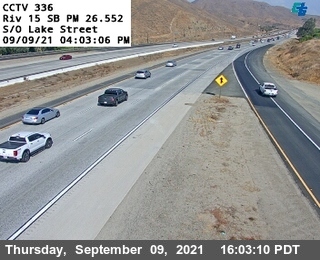 CCTV 336
Riv 15 SB PM 26.552
S/O Lake Street
09/09/21 04:03:06 PM
Thursday, September 09, 2021 16:03:10 PDT